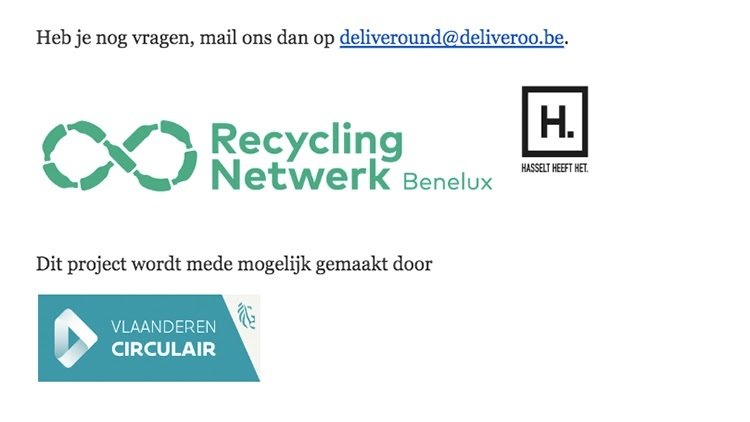 Heb je nog vragen, mail ons dan op deliveround@deliveroo.be.
Recycling
Netwerk Benelux
H.
HASSELT HEEFT HET.
Dit project wordt mede mogelijk gemaakt door
VLAANDEREN
CIRCULAIR